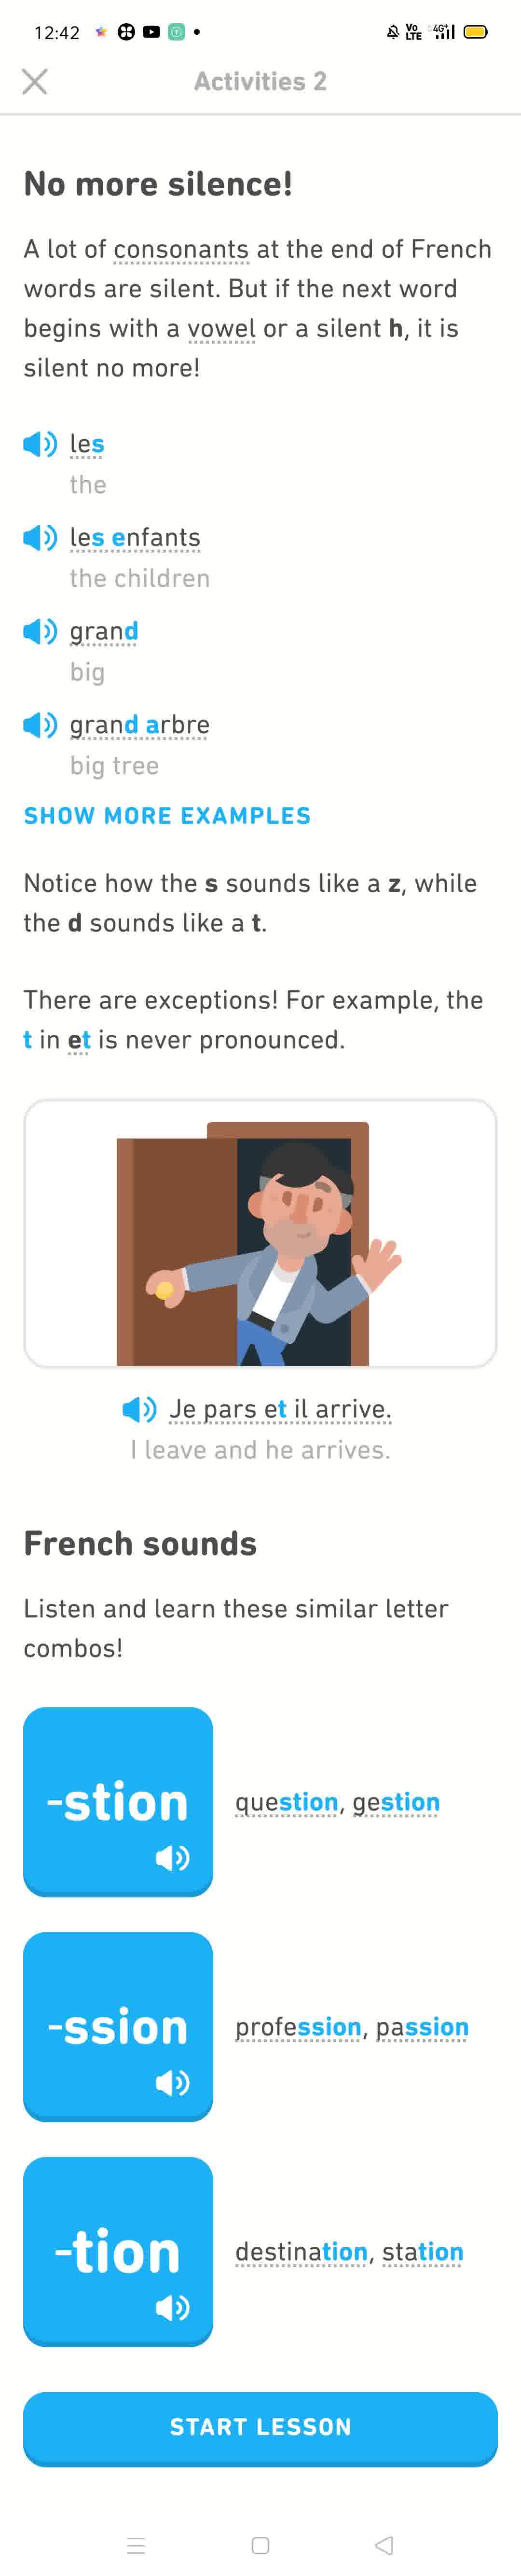 12:42
Vo LTE 4G+
Activities 2
No more silence!
A lot of consonants at the end of French
words are silent. But if the next word
begins with a vowel or a silent h, it is
silent no more!
les
the
les enfants
the children
grand
big
grand arbre
big tree
SHOW MORE EXAMPLES
Notice how the s sounds like a z, while
the d sounds like a t.
There are exceptions! For example, the
t in et is never pronounced.
Je pars et il arrive.
I leave and he arrives.
French sounds
Listen and learn these similar letter
combos!
-stion
question, gestion
-ssion
profession, passion
-tion
destination, station
START LESSON